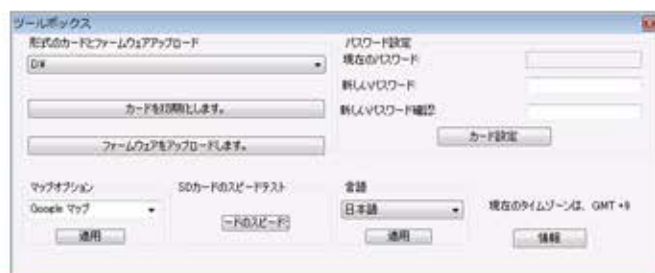 ツールボックス
形式のカードとファームウェアアップロード
D:¥
カードを初期化します。
ファームウェアをアップロードします。
パスワード設定
現在のパスワード
新しいパスワード
新しいパスワード確認
カード設定
マップオプション
Google マップ
適用
SDカードのスピードテスト
ードのスピード
言語
日本語
適用
現在のタイムゾーンは、GMT +9
情報